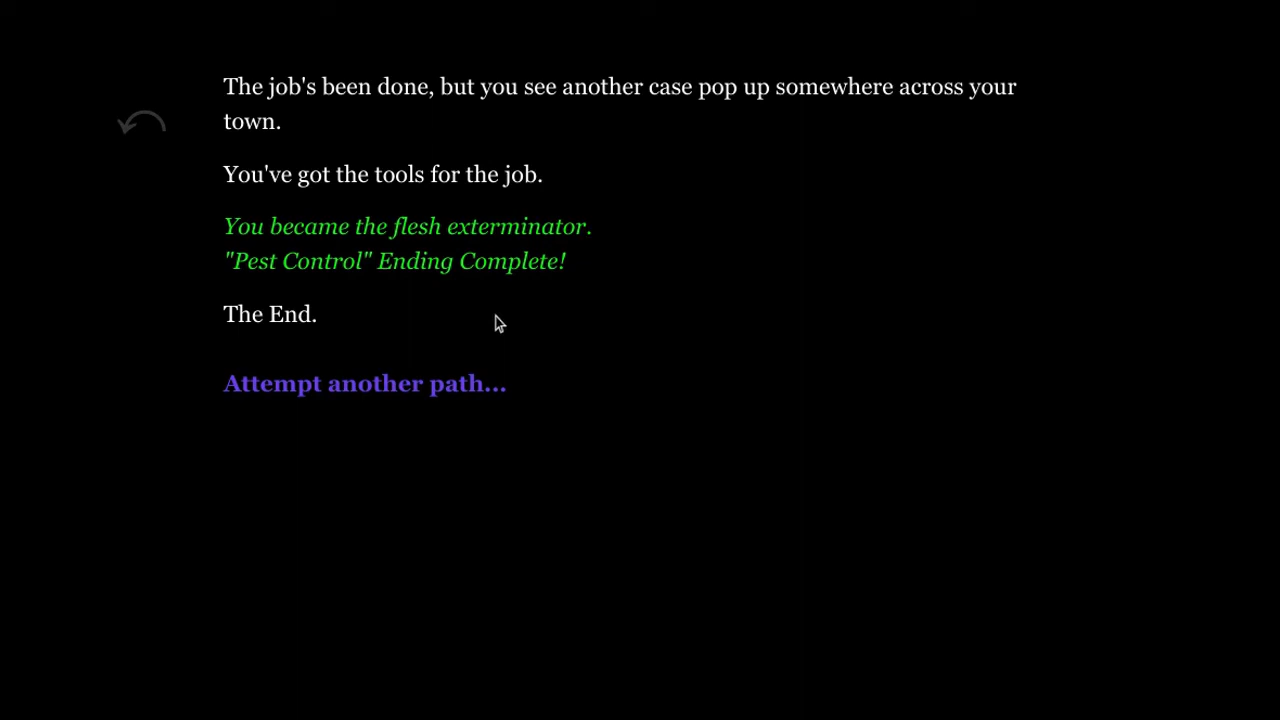 The job's been done, but you see another case pop up somewhere across your
town.
You've got the tools for the job.
You became the flesh exterminator.
"Pest Control" Ending Complete!
The End.
Attempt another path...